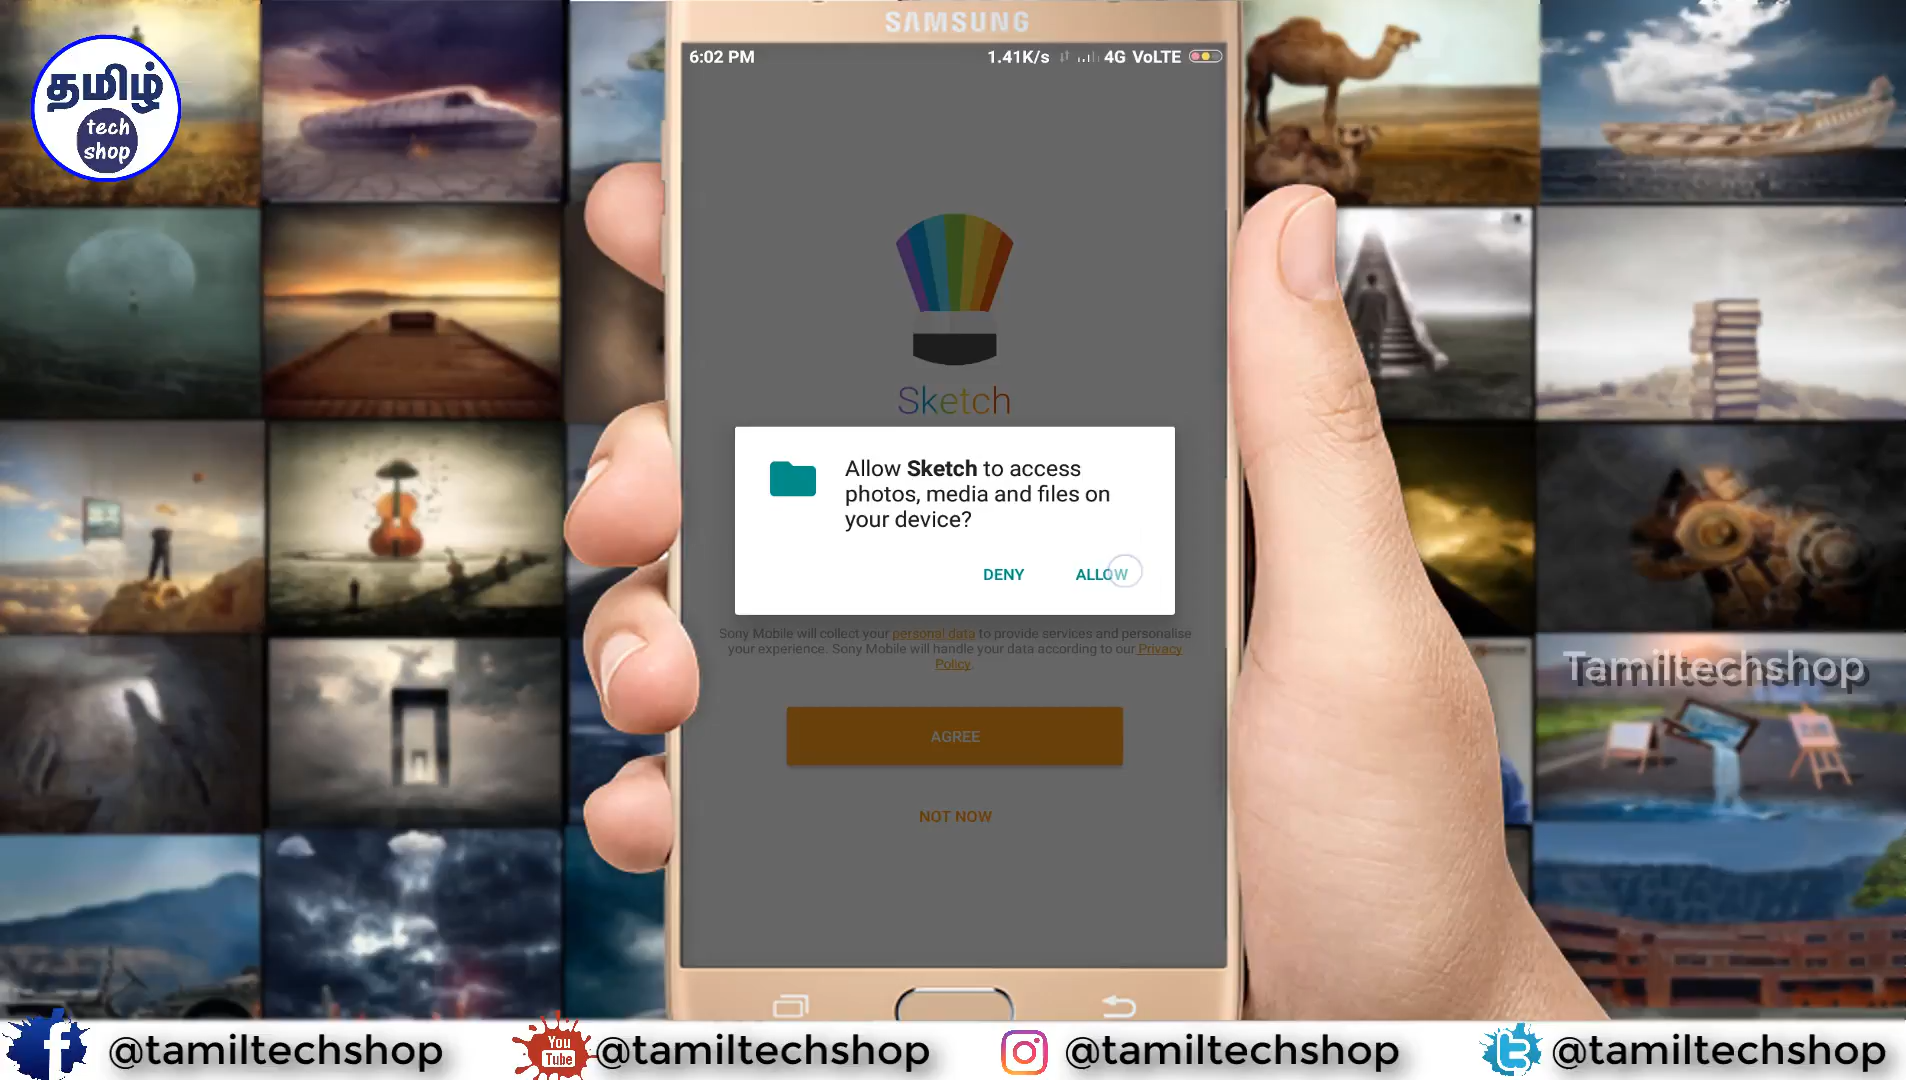 SAMSUNG
6:02 PM
1.41K/s 4G VoLTE
தமிழ்
tech
shop
Sketch
Allow Sketch to access
photos, media and files on
your device?
DENY ALLOW
Sony Mobile will collect your personal data to provide services and personalise
your experience. Sony Mobile will handle your data according to our Privacy
Policy.
Tamiltechshop
AGREE
NOT NOW
f @tamiltechshop
You
Tube
@tamiltechshop
@tamiltechshop
@tamiltechshop